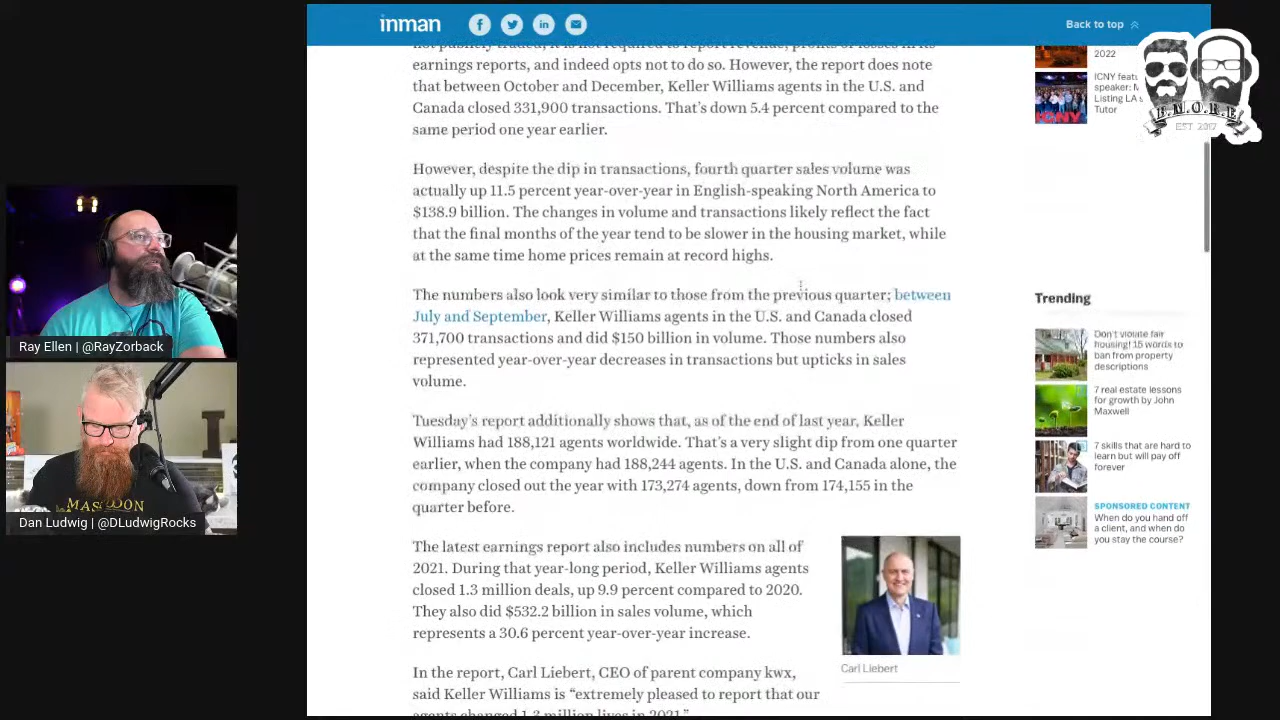 inman
Back to top
not publicly traded, it is not required to report revenue, profits or losses in its
earnings reports, and indeed opts not to do so. However, the report does note
that between October and December, Keller Williams agents in the U.S. and
Canada closed 331,900 transactions. That's down 5.4 percent compared to the
same period one year earlier.
However, despite the dip in transactions, fourth quarter sales volume was
actually up 11.5 percent year-over-year in English-speaking North America to
$138.9 billion. The changes in volume and transactions likely reflect the fact
that the final months of the year tend to be slower in the housing market, while
at the same time home prices remain at record highs.
The numbers also look very similar to those from the previous quarter; between
July and September, Keller Williams agents in the U.S. and Canada closed
371,700 transactions and did $150 billion in volume. Those numbers also
represented year-over-year decreases in transactions but upticks in sales
volume.
Tuesday's report additionally shows that, as of the end of last year, Keller
Williams had 188,121 agents worldwide. That's a very slight dip from one quarter
earlier, when the company had 188,244 agents. In the U.S. and Canada alone, the
company closed out the year with 173,274 agents, down from 174,155 in the
quarter before.
The latest earnings report also includes numbers on all of
2021. During that year-long period, Keller Williams agents
closed 1.3 million deals, up 9.9 percent compared to 2020.
They also did $532.2 billion in sales volume, which
represents a 30.6 percent year-over-year increase.
In the report, Carl Liebert, CEO of parent company kwx,
said Keller Williams is “extremely pleased to report that our
agents changed 1.3 million lives in 2021.”
Carl Liebert
2022
ICNY
speaker:
Listing LA
Tutor
ICNY
B.M.O.R.E
EST 2017
Trending
Don't violate fair
housing! 15 words to
ban from property
descriptions
7 real estate lessons
for growth by John
Maxwell
7 skills that are hard to
learn but will pay off
forever
SPONSORED CONTENT
When do you hand off
a client, and when do
you stay the course?
Ray Ellen | @RayZorback
Dan Ludwig | @DLudwigRocks